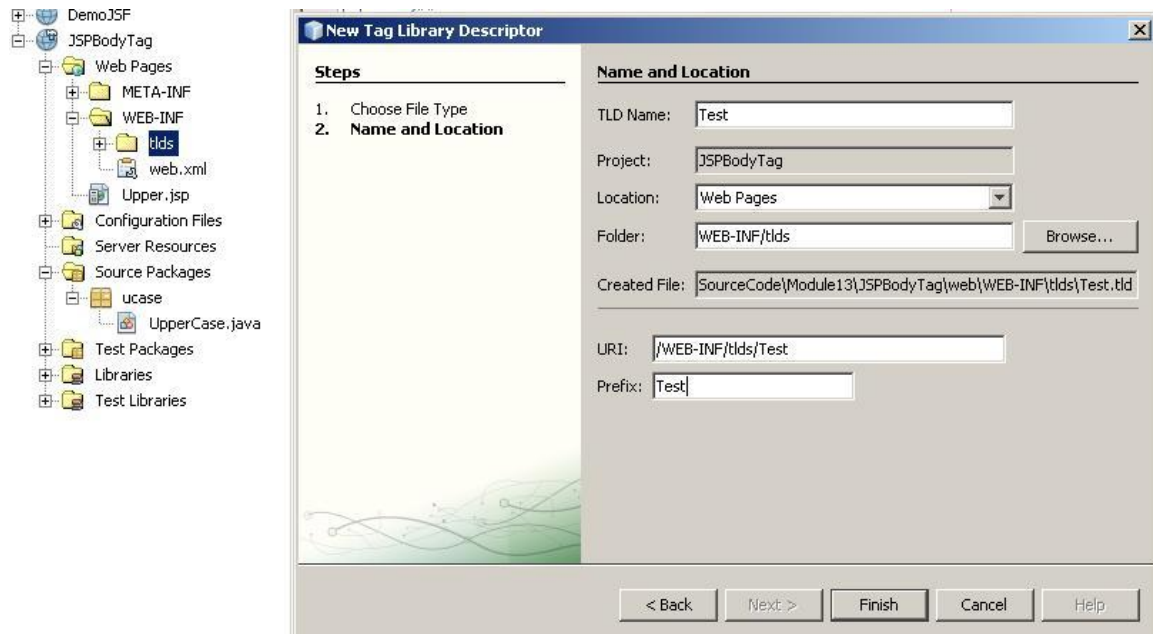 DemoJSF
JSPBodyTag
Web Pages
META-INF
WEB-INF
tlds
web.xml
Upper.jsp
Configuration Files
Server Resources
Source Packages
ucase
UpperCase.java
Test Packages
Libraries
Test Libraries
New Tag Library Descriptor
Steps
1. Choose File Type
2. Name and Location
Name and Location
TLD Name: Test
Project: JSPBodyTag
Location: Web Pages
Folder: WEB-INF/tlds Browse...
Created File: SourceCode\Module13\JSPBodyTag\web\WEB-INF\tlds\Test.tld
URI: /WEB-INF/tlds/Test
Prefix: Test
< Back Next > Finish Cancel Help